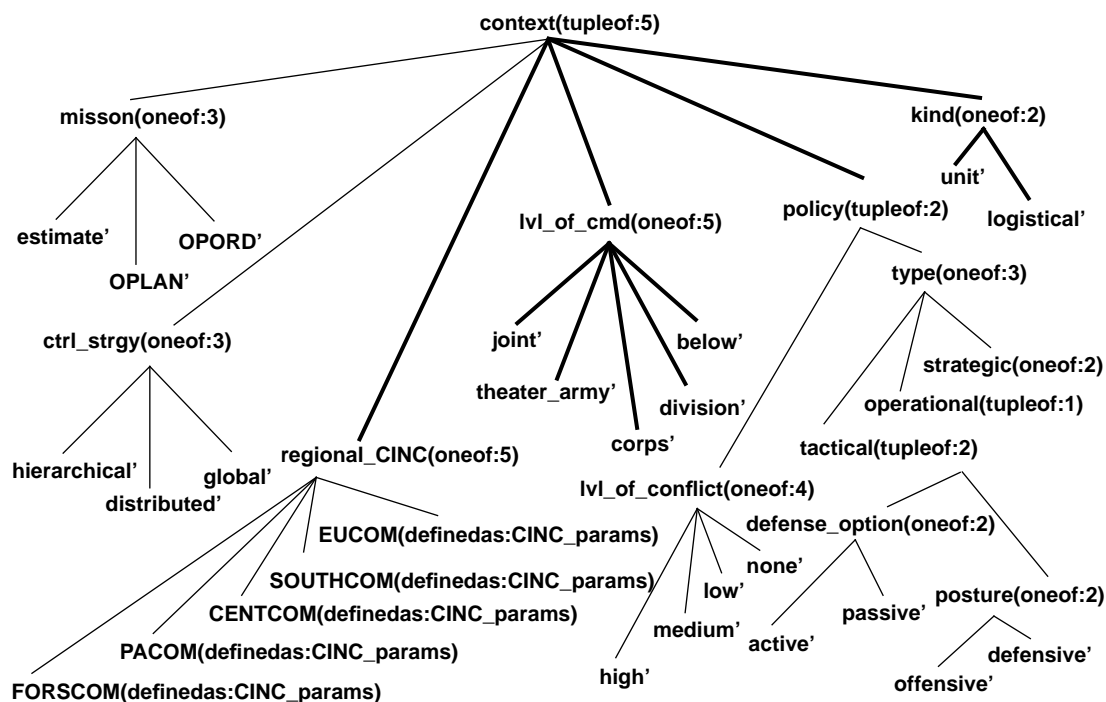 context(tupleof:5)
misson(oneof:3)
kind(oneof:2)
unit’
logistical’
policy(tupleof:2)
lvl_of_cmd(oneof:5)
estimate’
OPORD’
OPLAN’
type(oneof:3)
ctrl_strgy(oneof:3)
joint’
below’
theater_army’
division’
corps’
strategic(oneof:2)
operational(tupleof:1)
tactical(tupleof:2)
hierarchical’
global’
distributed’
regional_CINC(oneof:5)
lvl_of_conflict(oneof:4)
defense_option(oneof:2)
EUCOM(definedas:CINC_params)
SOUTHCOM(definedas:CINC_params)
CENTCOM(definedas:CINC_params)
PACOM(definedas:CINC_params)
FORSCOM(definedas:CINC_params)
none’
low’
medium’
high’
active’
passive’
posture(oneof:2)
defensive’
offensive’